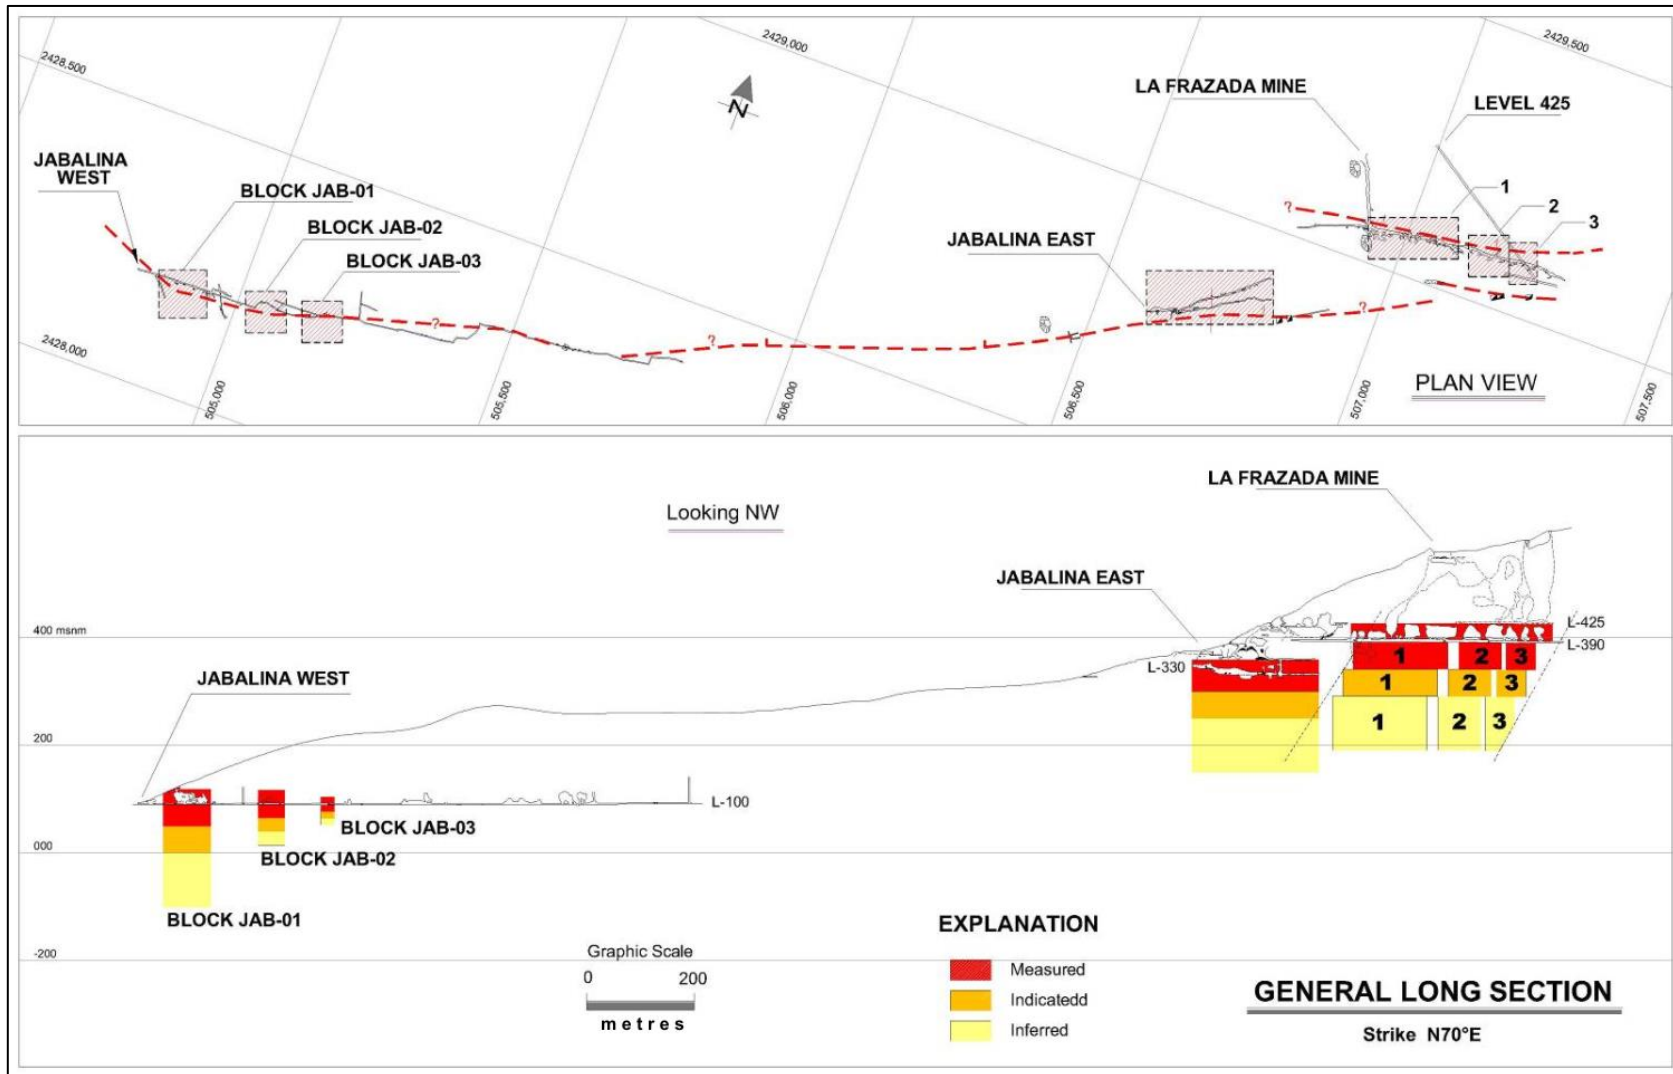 2428,500
2429,000
2429,500
LA FRAZADA MINE
LEVEL 425
N
JABALINA
WEST
BLOCK JAB-01
BLOCK JAB-02
BLOCK JAB-03
JABALINA EAST
1
2
3
?
?
?
?
?
2428,000
505,000
505,500
506,000
506,500
507,000
507,500
PLAN VIEW
Looking NW
LA FRAZADA MINE
JABALINA EAST
400 msnm
L-425
L-390
L-330
1
2
3
1
2
3
1
2
3
JABALINA WEST
200
L-100
BLOCK JAB-03
BLOCK JAB-02
000
BLOCK JAB-01
-200
EXPLANATION
Measured
Indicatedd
Inferred
Graphic Scale
0 200
metres
GENERAL LONG SECTION
Strike N70°E